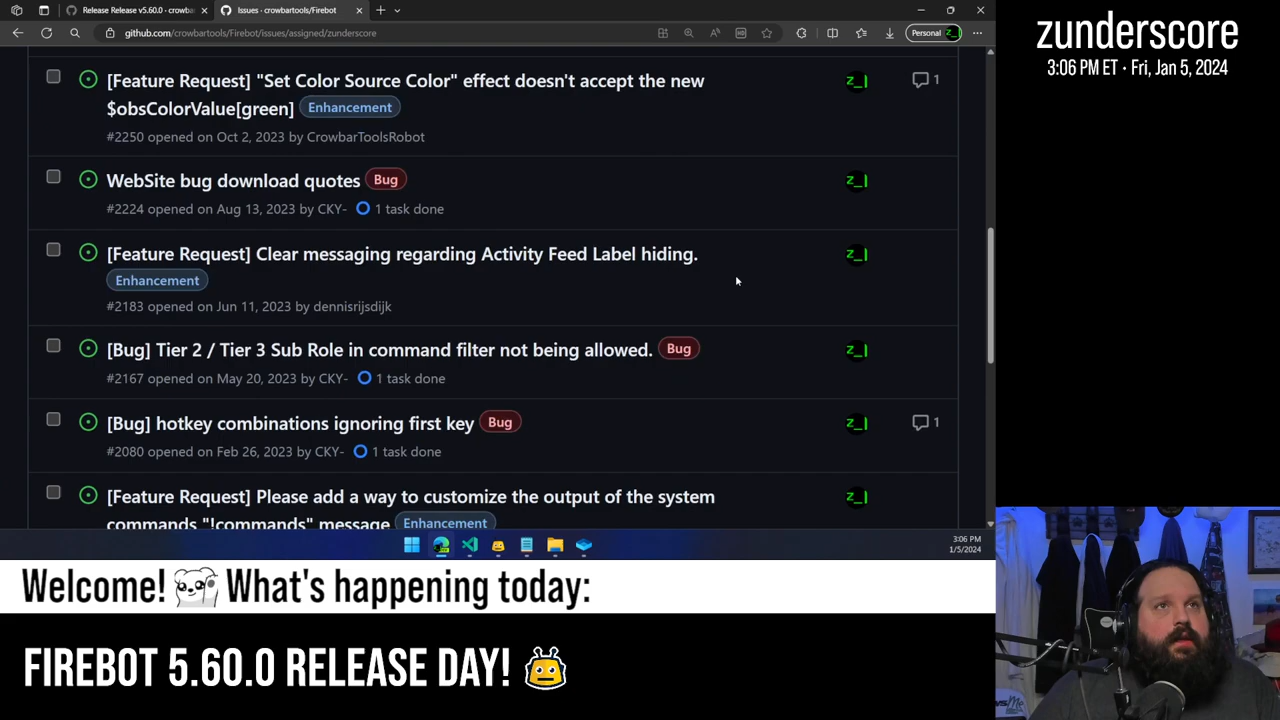 Release Release v5.60.0 · crowba
Issues · crowbartools/Firebot
github.com/crowbartools/Firebot/issues/assigned/zunderscore
Personal
zunderscore
3:06 PM ET · Fri, Jan 5, 2024
[Feature Request] "Set Color Source Color" effect doesn't accept the new
$obsColorValue[green] Enhancement
1
#2250 opened on Oct 2, 2023 by CrowbarToolsRobot
WebSite bug download quotes Bug
#2224 opened on Aug 13, 2023 by CKY- 1 task done
[Feature Request] Clear messaging regarding Activity Feed Label hiding.
Enhancement
#2183 opened on Jun 11, 2023 by dennisrijsdijk
[Bug] Tier 2 / Tier 3 Sub Role in command filter not being allowed. Bug
#2167 opened on May 20, 2023 by CKY- 1 task done
[Bug] hotkey combinations ignoring first key Bug
1
#2080 opened on Feb 26, 2023 by CKY- 1 task done
[Feature Request] Please add a way to customize the output of the system
commands "!commands" message Enhancement
3:06 PM
1/5/2024
Welcome! What's happening today:
FIREBOT 5.60.0 RELEASE DAY!